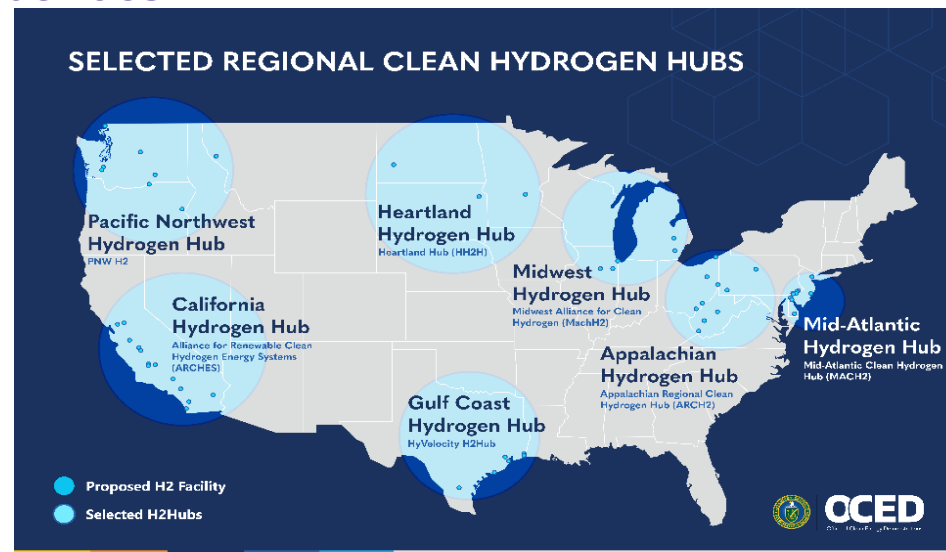 SELECTED REGIONAL CLEAN HYDROGEN HUBS
Pacific Northwest
Hydrogen Hub
PNW H2
Heartland
Hydrogen Hub
Heartland Hub (HH2H)
Midwest
Hydrogen Hub
Midwest Alliance for Clean
Hydrogen (MachH2)
California
Hydrogen Hub
Alliance for Renewable Clean
Hydrogen Energy Systems
(ARCHES)
Appalachian
Hydrogen Hub
Appalachian Regional Clean
Hydrogen Hub (ARCH2)
Mid-Atlantic
Hydrogen Hub
Mid-Atlantic Clean Hydrogen
Hub (MACH2)
Gulf Coast
Hydrogen Hub
HyVelocity H2Hub
Proposed H2 Facility
Selected H2Hubs
OCED